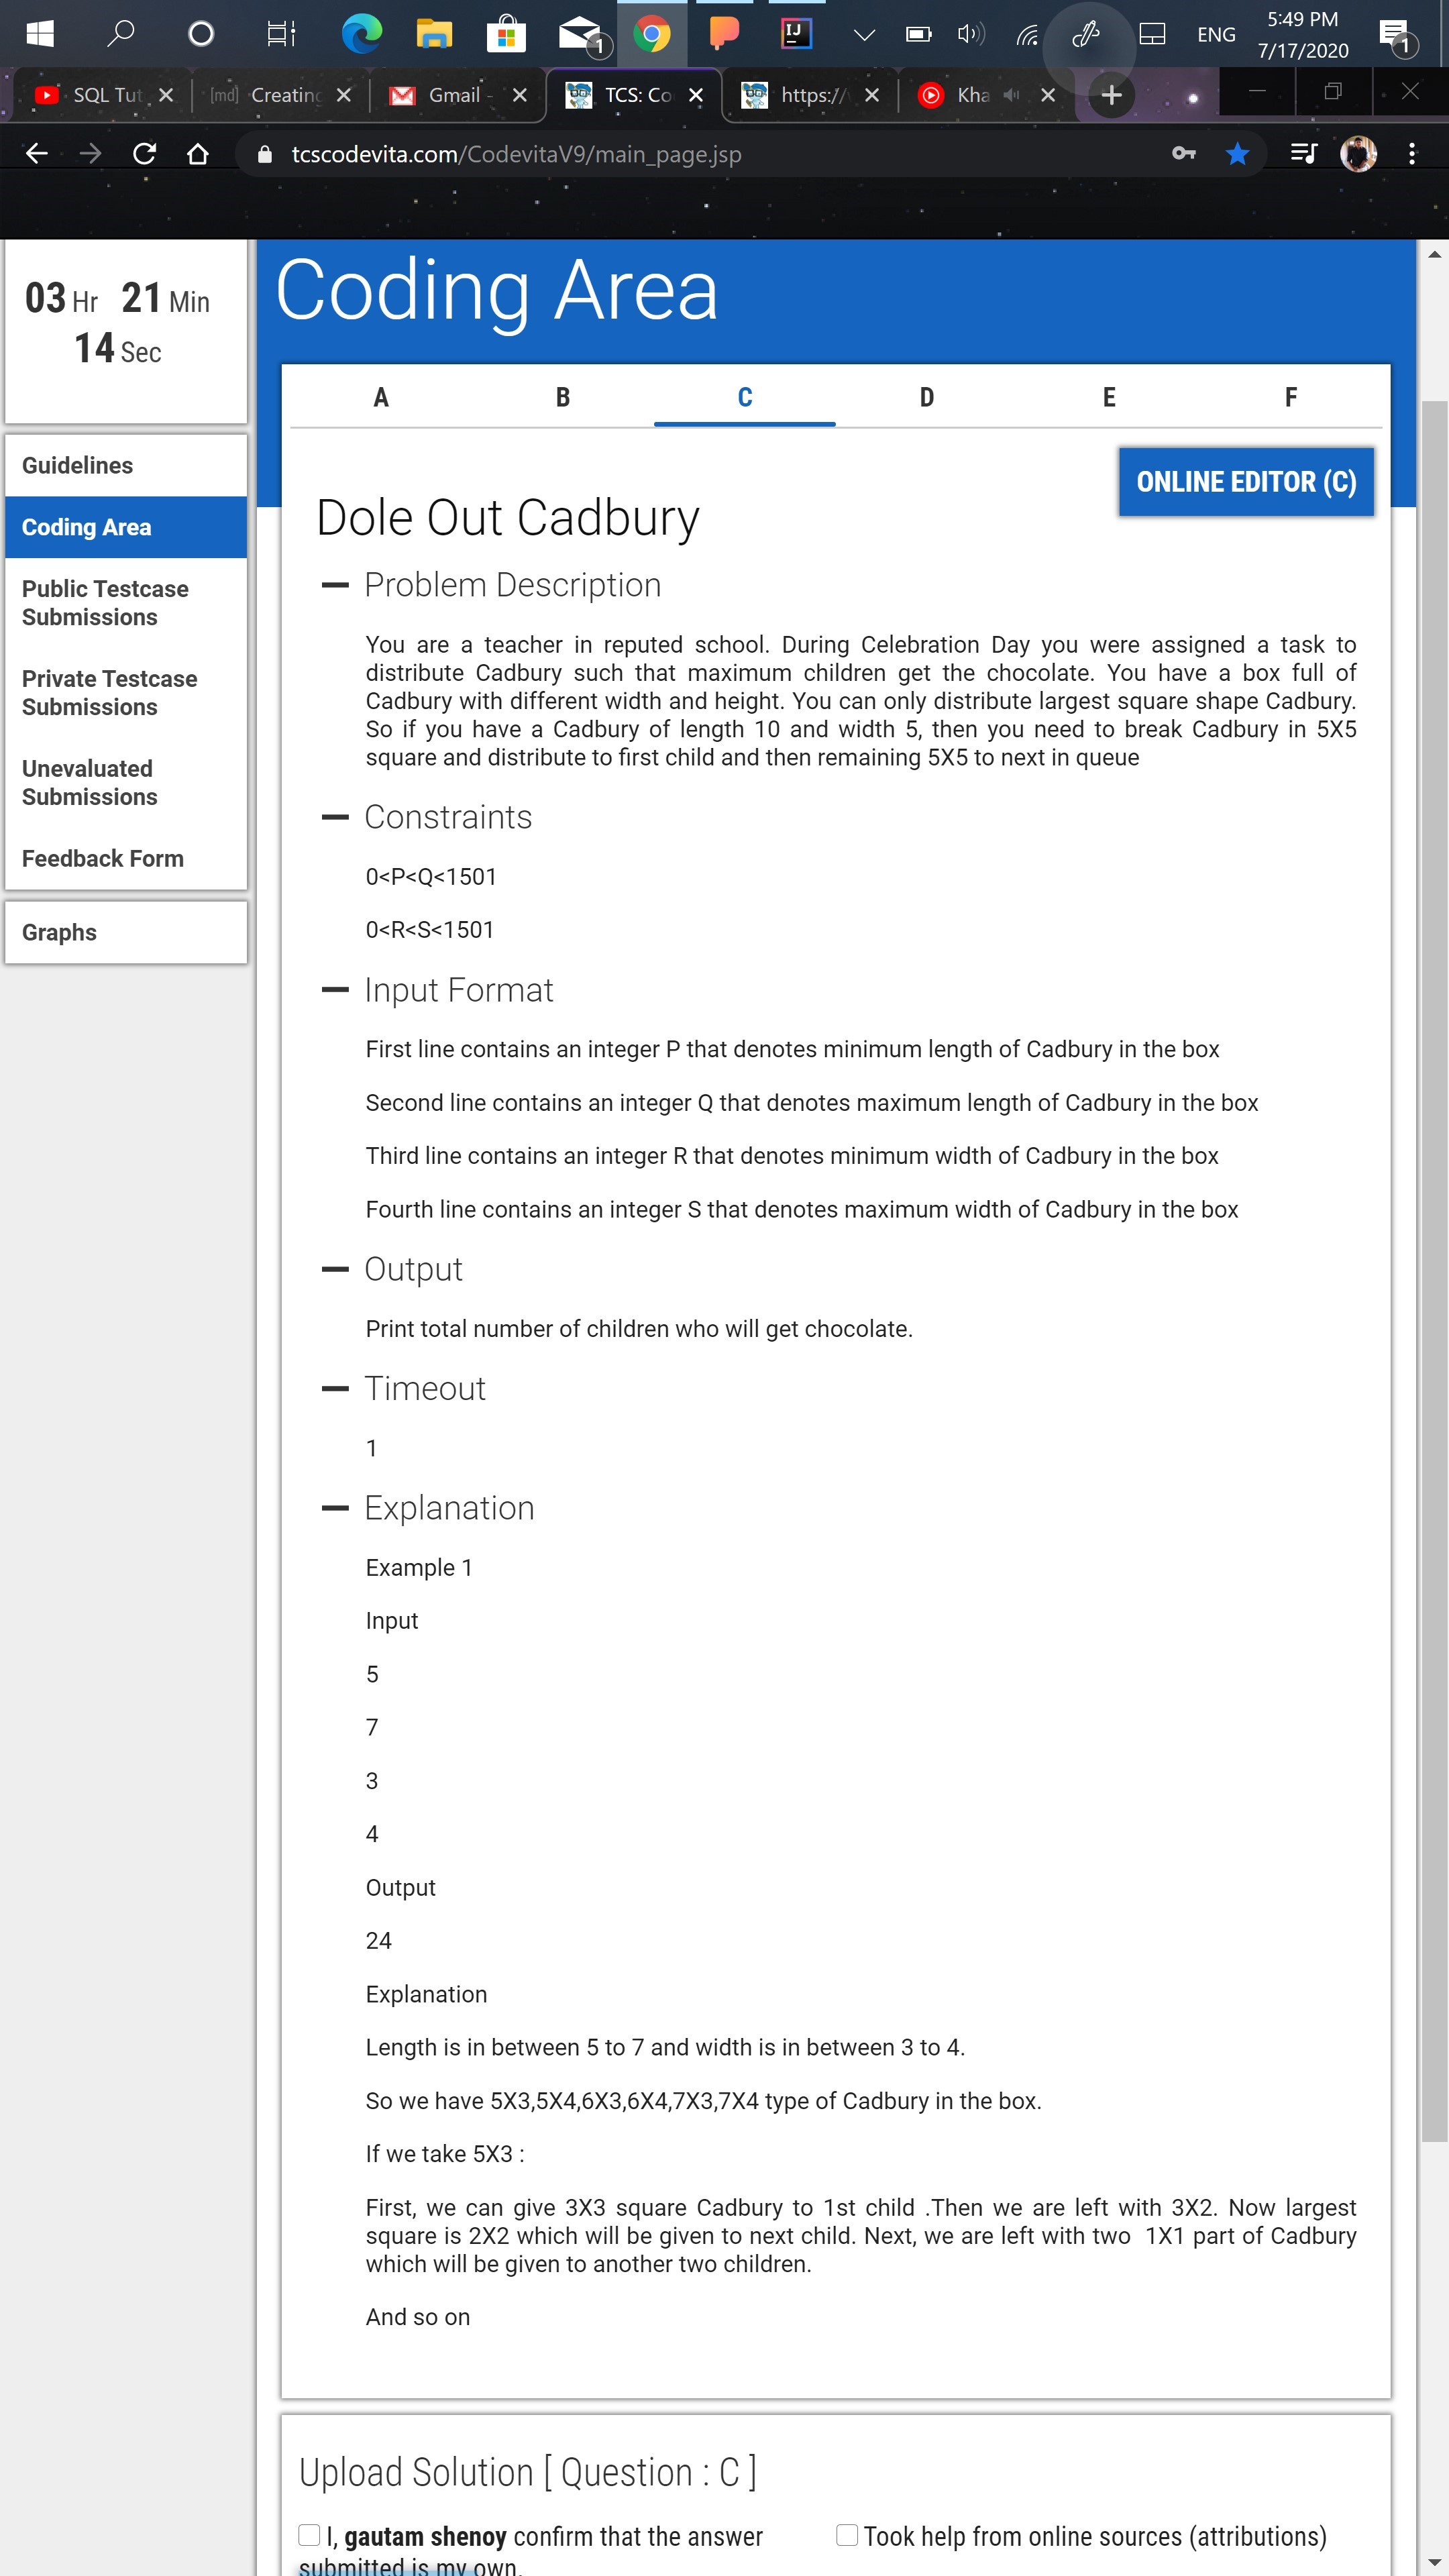 5:49 PM
ENG
7/17/2020
1
1
IJ
SQL Tut
[md] Creating
Gmail -
TCS: Co
https://
Kha
tcscodevita.com/CodevitaV9/main_page.jsp
03 Hr 21 Min
14 Sec
Guidelines
Coding Area
Public Testcase
Submissions
Private Testcase
Submissions
Unevaluated
Submissions
Feedback Form
Graphs
Coding Area
A B C D E F
ONLINE EDITOR (C)
Dole Out Cadbury
Problem Description
You are a teacher in reputed school. During Celebration Day you were assigned a task to
distribute Cadbury such that maximum children get the chocolate. You have a box full of
Cadbury with different width and height. You can only distribute largest square shape Cadbury.
So if you have a Cadbury of length 10 and width 5, then you need to break Cadbury in 5X5
square and distribute to first child and then remaining 5X5 to next in queue
Constraints
0<P<Q<1501
0<R<S<1501
Input Format
First line contains an integer P that denotes minimum length of Cadbury in the box
Second line contains an integer Q that denotes maximum length of Cadbury in the box
Third line contains an integer R that denotes minimum width of Cadbury in the box
Fourth line contains an integer S that denotes maximum width of Cadbury in the box
Output
Print total number of children who will get chocolate.
Timeout
1
Explanation
Example 1
Input
5
7
3
4
Output
24
Explanation
Length is in between 5 to 7 and width is in between 3 to 4.
So we have 5X3,5X4,6X3,6X4,7X3,7X4 type of Cadbury in the box.
If we take 5X3 :
First, we can give 3X3 square Cadbury to 1st child .Then we are left with 3X2. Now largest
square is 2X2 which will be given to next child. Next, we are left with two 1X1 part of Cadbury
which will be given to another two children.
And so on
Upload Solution [ Question : C ]
I, gautam shenoy confirm that the answer
submitted is my own.
Took help from online sources (attributions)